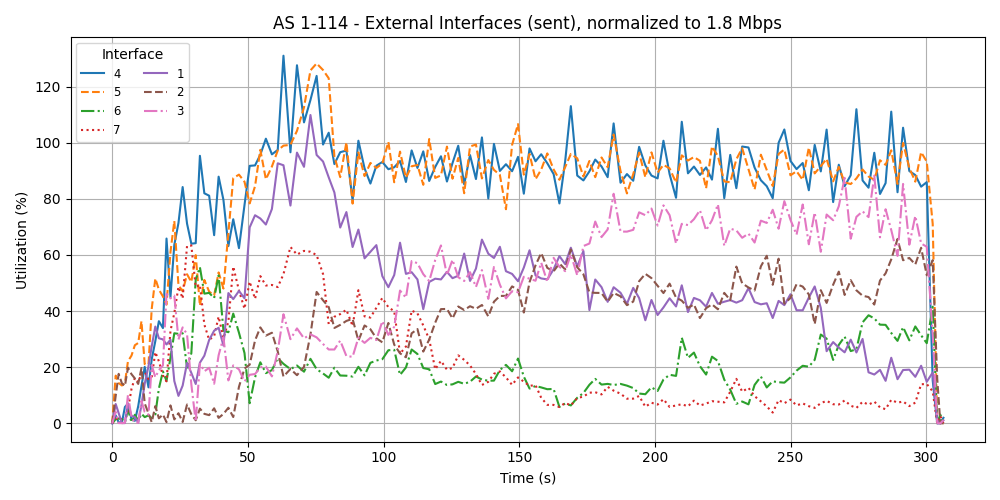 AS 1-114 - External Interfaces (sent), normalized to 1.8 Mbps
Interface
4 1
5 2
6 3
7
Utilization (%)
120
100
80
60
40
20
0
0 50 100 150 200 250 300
Time (s)